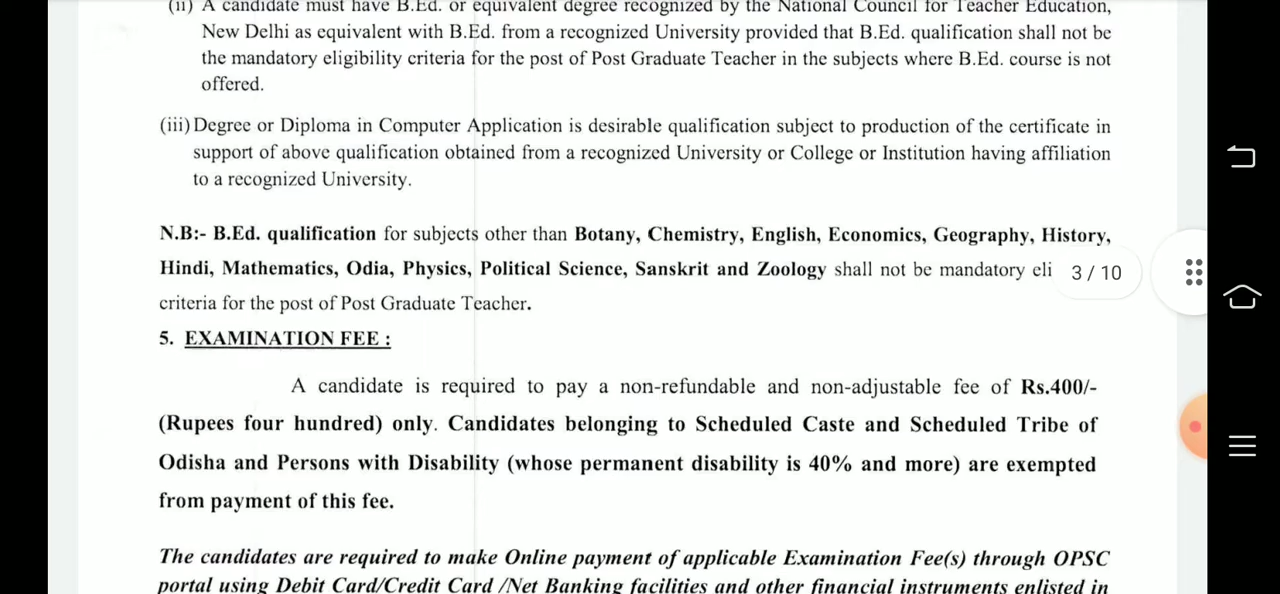 (ii) A candidate must have B.Ed. or equivalent degree recognized by the National Council for Teacher Education,
New Delhi as equivalent with B.Ed. from a recognized University provided that B.Ed. qualification shall not be
the mandatory eligibility criteria for the post of Post Graduate Teacher in the subjects where B.Ed. course is not
offered.
(iii) Degree or Diploma in Computer Application is desirable qualification subject to production of the certificate in
support of above qualification obtained from a recognized University or College or Institution having affiliation
to a recognized University.
N.B:- B.Ed. qualification for subjects other than Botany, Chemistry, English, Economics, Geography, History,
Hindi, Mathematics, Odia, Physics, Political Science, Sanskrit and Zoology shall not be mandatory eli
3 / 10
criteria for the post of Post Graduate Teacher.
5. EXAMINATION FEE :
A candidate is required to pay a non-refundable and non-adjustable fee of Rs.400/-
(Rupees four hundred) only. Candidates belonging to Scheduled Caste and Scheduled Tribe of
Odisha and Persons with Disability (whose permanent disability is 40% and more) are exempted
from payment of this fee.
The candidates are required to make Online payment of applicable Examination Fee(s) through OPSC
portal using Debit Card/Credit Card /Net Banking facilities and other financial instruments enlisted in